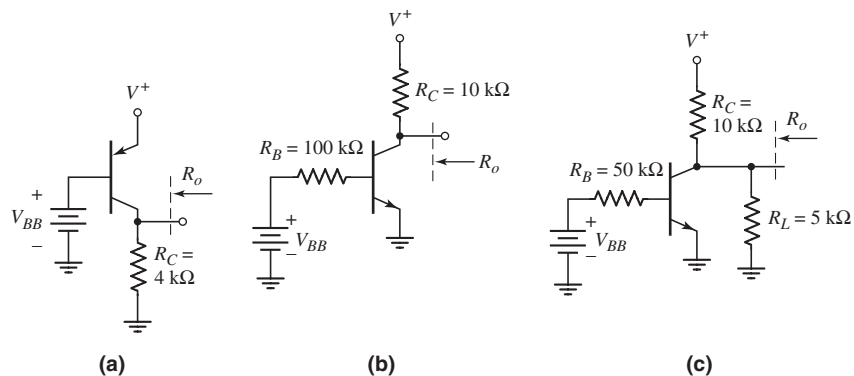 V+
+
V_BB
−
R_o
R_C =
4 kΩ
(a)
V+
R_C = 10 kΩ
R_B = 100 kΩ
R_o
+
V_BB
−
(b)
V+
R_C =
10 kΩ
R_o
R_B = 50 kΩ
+
V_BB
−
R_L = 5 kΩ
(c)